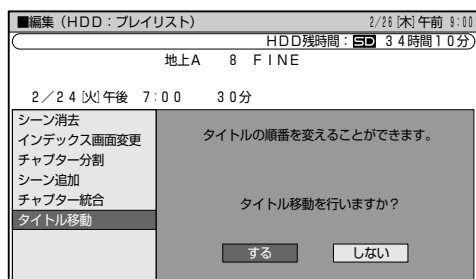 ■編集（HDD：プレイリスト） 2/26[木]午前 9:00
HDD残時間：SD 34時間10分
地上A 8 FINE
2／24[火]午後 7:00 30分
シーン消去
インデックス画面変更
チャプター分割
シーン追加
チャプター統合
タイトル移動
タイトルの順番を変えることができます。
タイトル移動を行いますか？
する しない